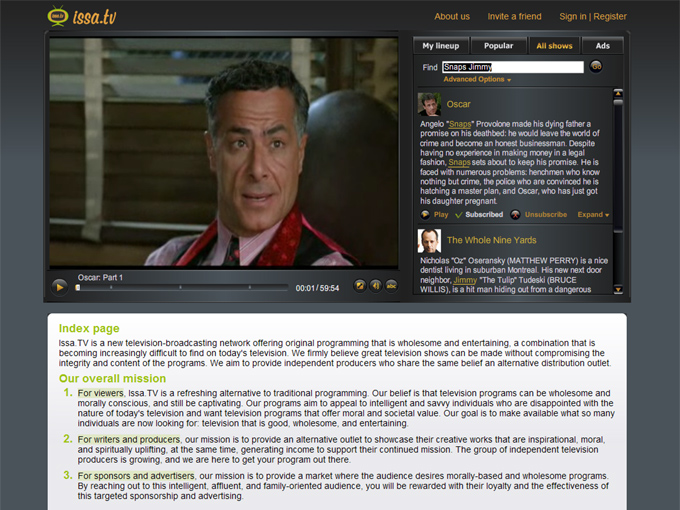 issa.tv
About us Invite a friend Sign in | Register
My lineup Popular All shows Ads
Find Snaps Jimmy Go
Advanced Options
Oscar
Angelo "Snaps" Provolone made his dying father a
promise on his deathbed: he would leave the world of
crime and become an honest businessman. Despite
having no experience in making money in a legal
fashion, Snaps sets about to keep his promise. He is
faced with numerous problems: henchmen who know
nothing but crime, the police who are convinced he is
hatching a master plan, and Oscar, who has just got
his daughter pregnant.
Play Subscribed Unsubscribe Expand
The Whole Nine Yards
Nicholas "Oz" Oseransky (MATTHEW PERRY) is a nice
dentist living in suburban Montreal. His new next door
neighbor, Jimmy "The Tulip" Tudeski (BRUCE
WILLIS), is a hit man hiding out from a dangerous
Oscar: Part 1
00:01 / 59:54
abc
Index page
Issa.TV is a new television-broadcasting network offering original programming that is wholesome and entertaining, a combination that is
becoming increasingly difficult to find on today's television. We firmly believe great television shows can be made without compromising the
integrity and content of the programs. We aim to provide independent producers who share the same belief an alternative distribution outlet.
Our overall mission
1. For viewers, Issa.TV is a refreshing alternative to traditional programming. Our belief is that television programs can be wholesome and
morally conscious, and still be captivating. Our programs aim to appeal to intelligent and savvy individuals who are disappointed with the
nature of today's television and want television programs that offer moral and societal value. Our goal is to make available what so many
individuals are now looking for: television that is good, wholesome, and entertaining.
2. For writers and producers, our mission is to provide an alternative outlet to showcase their creative works that are inspirational, moral,
and spiritually uplifting, at the same time, generating income to support their continued mission. The group of independent television
producers is growing, and we are here to get your program out there.
3. For sponsors and advertisers, our mission is to provide a market where the audience desires morally-based and wholesome programs.
By reaching out to this intelligent, affluent, and family-oriented audience, you will be rewarded with their loyalty and the effectiveness of
this targeted sponsorship and advertising.